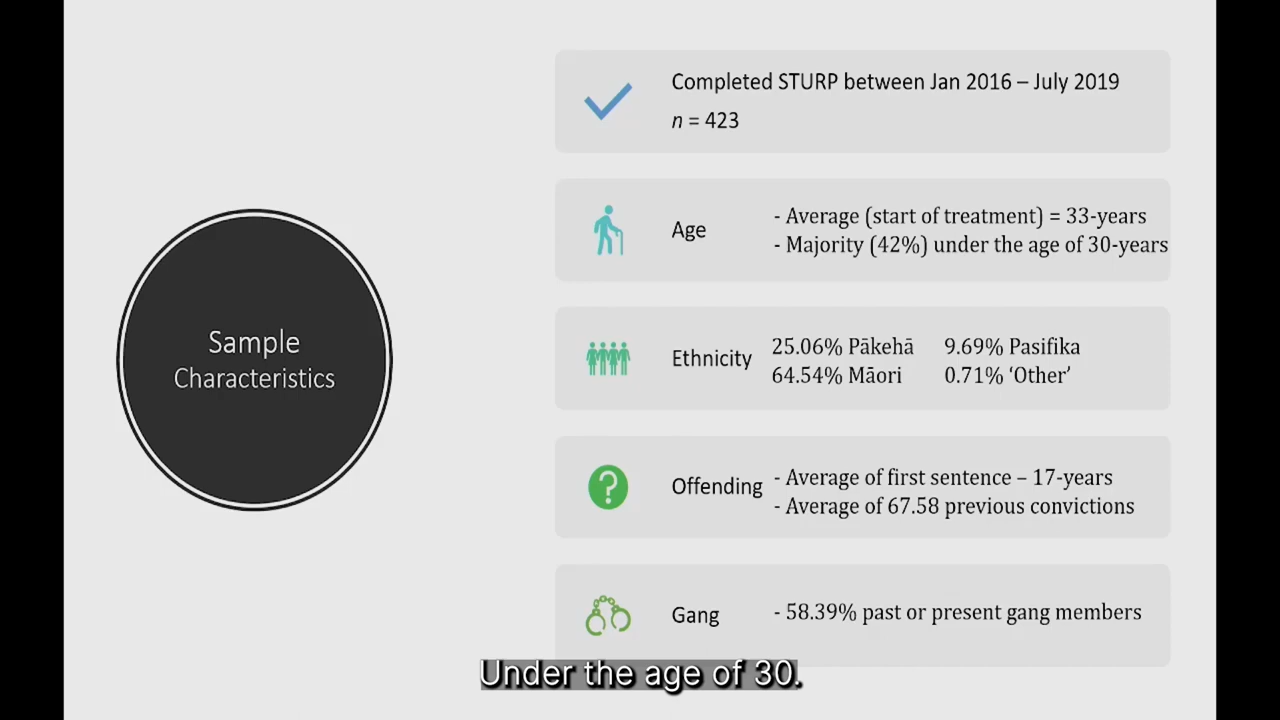 Sample
Characteristics
Completed STURP between Jan 2016 – July 2019
n = 423
Age
- Average (start of treatment) = 33-years
- Majority (42%) under the age of 30-years
Ethnicity
25.06% Pākehā 9.69% Pasifika
64.54% Māori 0.71% ‘Other’
Offending
- Average of first sentence – 17-years
- Average of 67.58 previous convictions
Gang
- 58.39% past or present gang members
Under the age of 30.